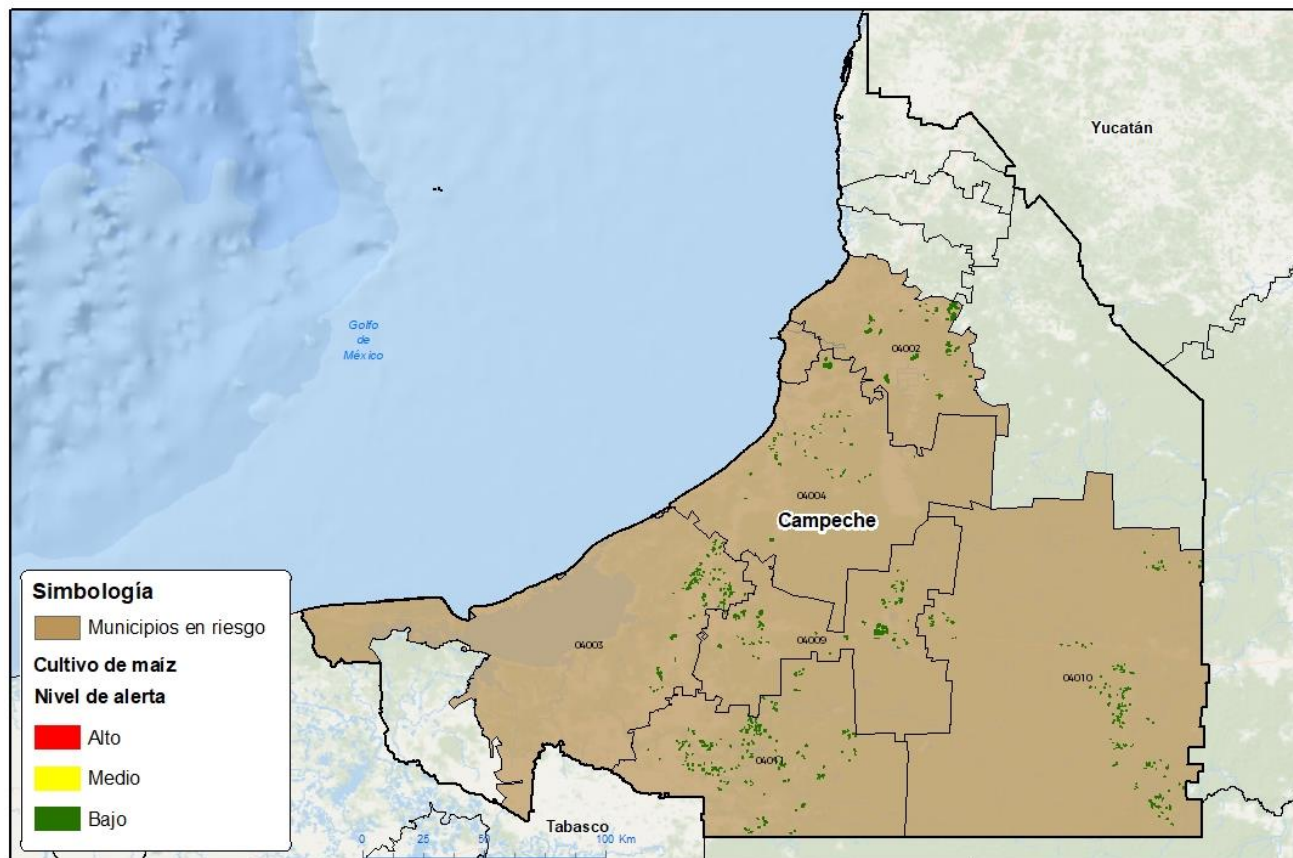 Yucatán
Golfo
de
México
04002
04004
Campeche
04003
04009
04010
04011
Simbología
Municipios en riesgo
Cultivo de maíz
Nivel de alerta
Alto
Medio
Bajo
Tabasco
0 25 50 100 Km